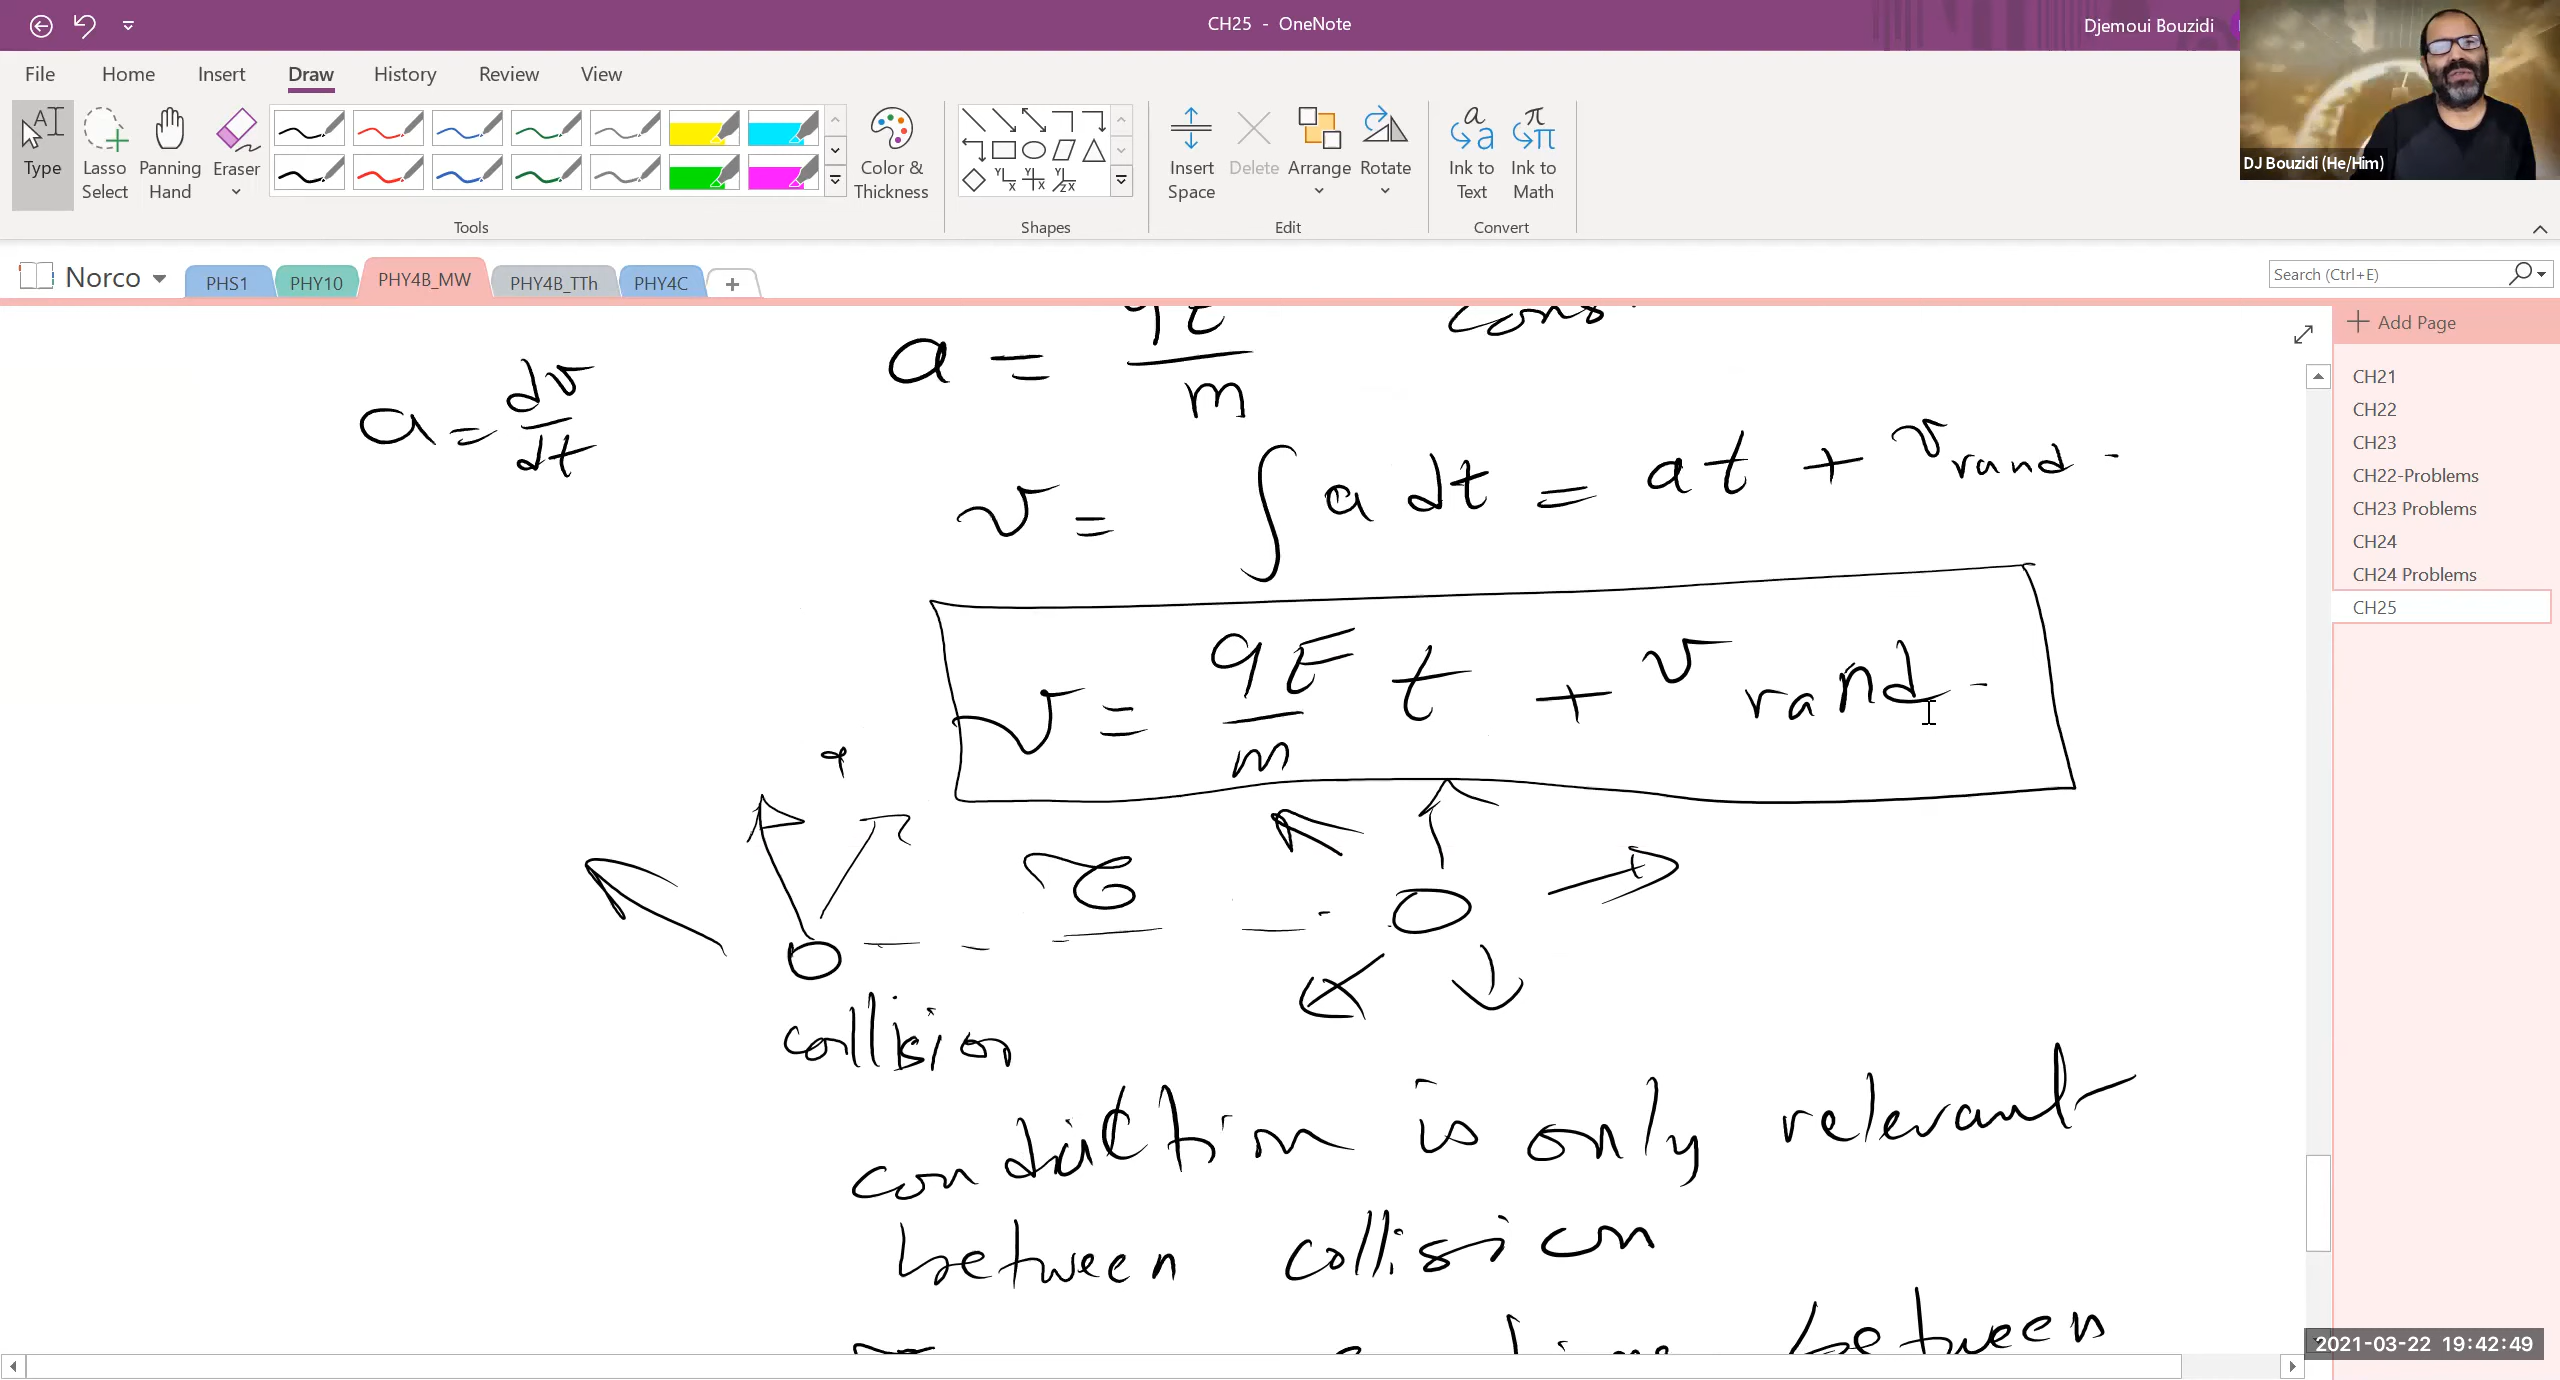 CH25 - OneNote
Djemoui Bouzidi
File Home Insert Draw History Review View
Type
Lasso Select
Panning Hand
Eraser
Color & Thickness
Insert Space
Delete
Arrange
Rotate
Ink to Text
Ink to Math
Tools Shapes Edit Convert
DJ Bouzidi (He/Him)
Norco PHS1 PHY10 PHY4B_MW PHY4B_TTh PHY4C +
Search (Ctrl+E)
Add Page
CH21
CH22
CH23
CH22-Problems
CH23 Problems
CH24
CH24 Problems
CH25
a = qE/m
a = dv/dt
v = ∫ a dt = at + v rand.
v = qE/m t + v rand.
τ
collision
conduction is only relevant
between collision
time between
2021-03-22 19:42:49